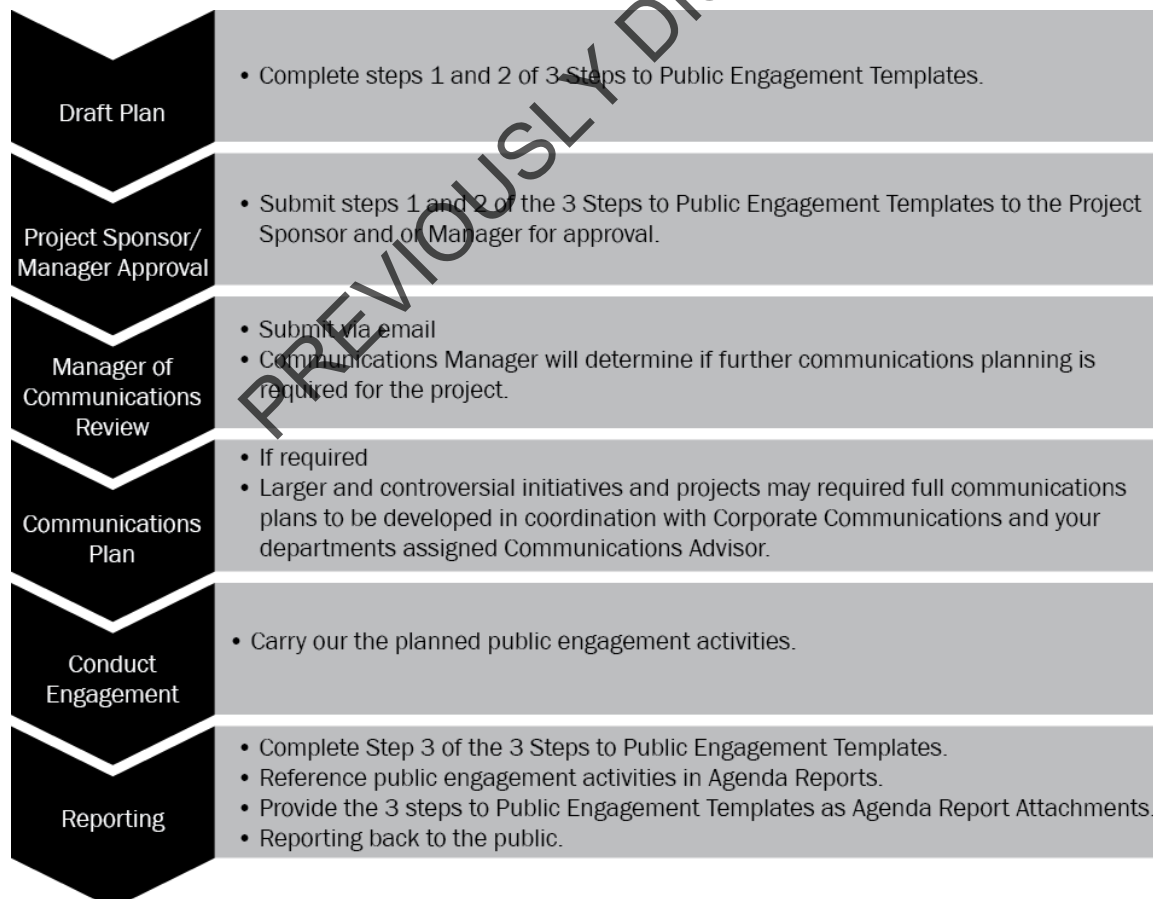 Draft Plan
• Complete steps 1 and 2 of 3 Steps to Public Engagement Templates.
Project Sponsor/
Manager Approval
• Submit steps 1 and 2 of the 3 Steps to Public Engagement Templates to the Project
Sponsor and or Manager for approval.
Manager of
Communications
Review
• Submit via email
• Communications Manager will determine if further communications planning is
required for the project.
Communications
Plan
• If required
• Larger and controversial initiatives and projects may required full communications
plans to be developed in coordination with Corporate Communications and your
departments assigned Communications Advisor.
Conduct
Engagement
• Carry our the planned public engagement activities.
Reporting
• Complete Step 3 of the 3 Steps to Public Engagement Templates.
• Reference public engagement activities in Agenda Reports.
• Provide the 3 steps to Public Engagement Templates as Agenda Report Attachments.
• Reporting back to the public.
PREVIOUSLY